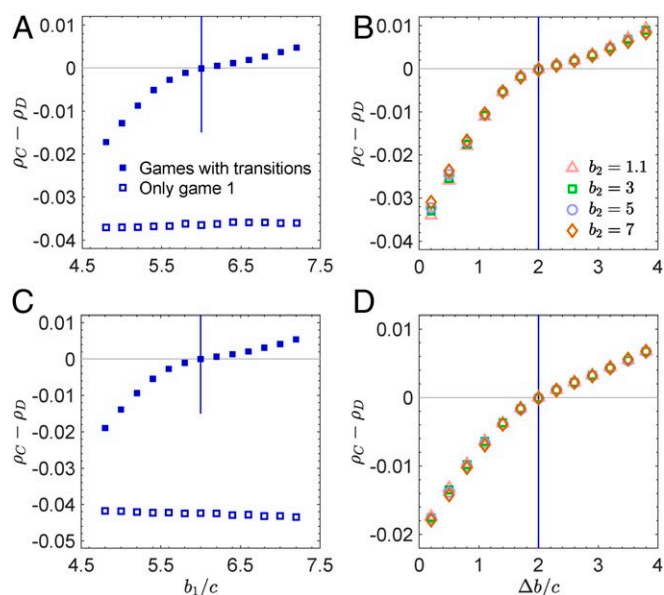 A
0.01
0
-0.01
-0.02
-0.03
-0.04
ρC − ρD
Games with transitions
Only game 1
4.5 5.5 6.5 7.5
B
0.01
0
-0.01
-0.02
-0.03
-0.04
ρC − ρD
b2 = 1.1
b2 = 3
b2 = 5
b2 = 7
0 1 2 3 4
C
0.01
0
-0.01
-0.02
-0.03
-0.04
-0.05
ρC − ρD
4.5 5.5 6.5 7.5
b1/c
D
0.01
0
-0.01
-0.02
ρC − ρD
0 1 2 3 4
Δb/c